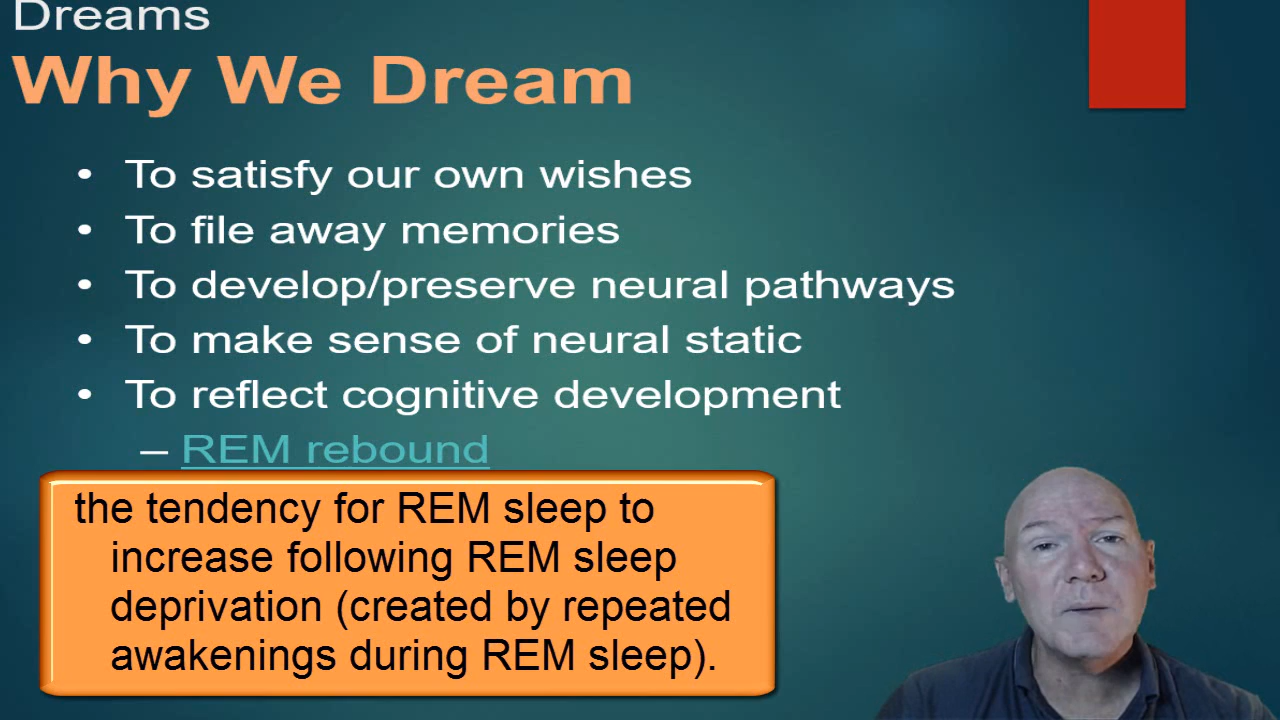 Dreams
Why We Dream
• To satisfy our own wishes
• To file away memories
• To develop/preserve neural pathways
• To make sense of neural static
• To reflect cognitive development
– REM rebound
the tendency for REM sleep to
increase following REM sleep
deprivation (created by repeated
awakenings during REM sleep).